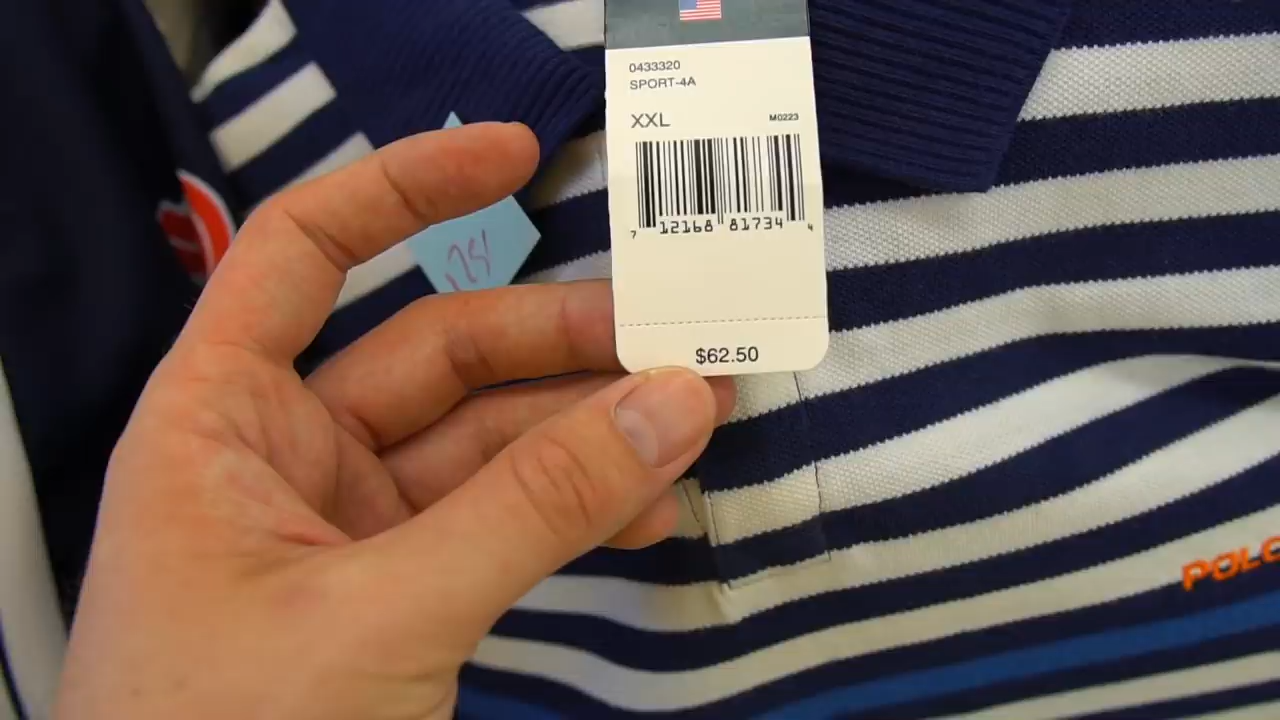 0433320
SPORT-4A
XXL
M0223
7 12168 81734 4
$62.50
POLO